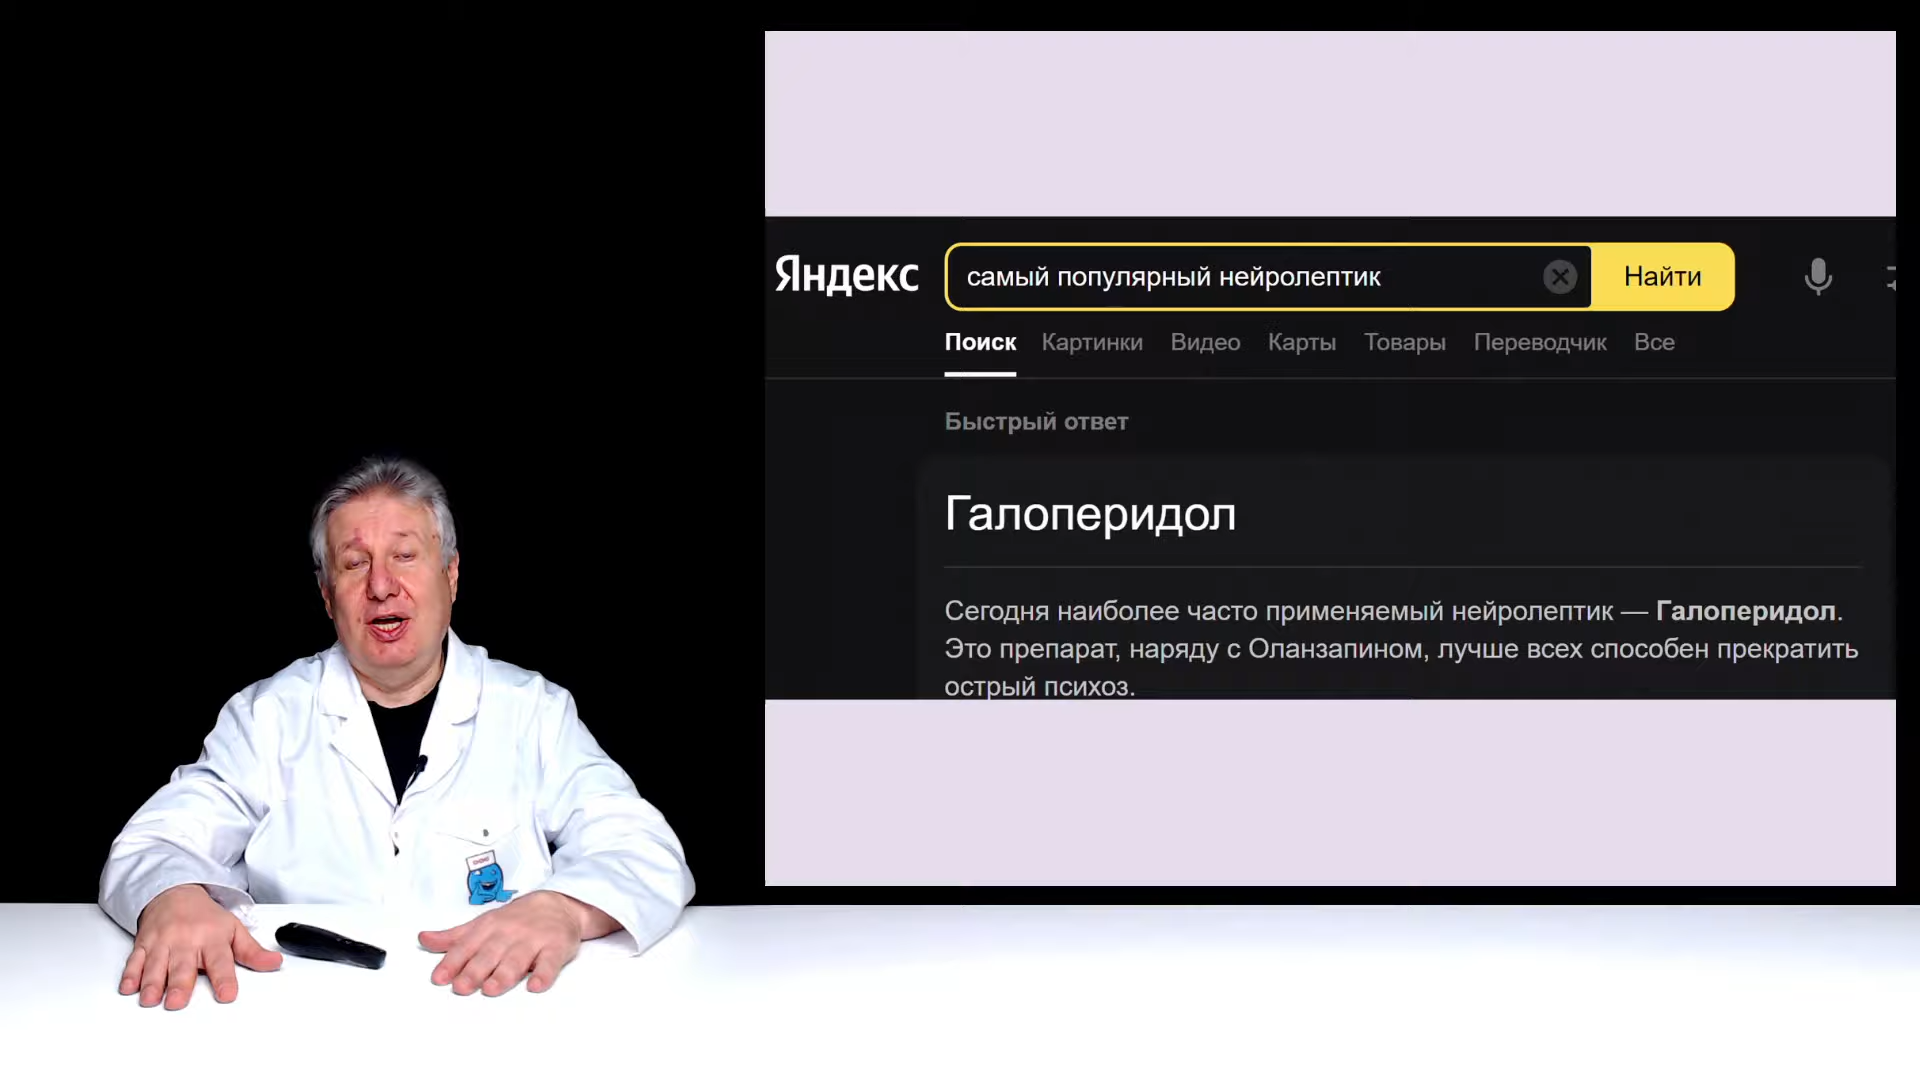 Яндекс
самый популярный нейролептик
Найти
Поиск Картинки Видео Карты Товары Переводчик Все
Быстрый ответ
Галоперидол
Сегодня наиболее часто применяемый нейролептик — Галоперидол.
Это препарат, наряду с Оланзапином, лучше всех способен прекратить
острый психоз.